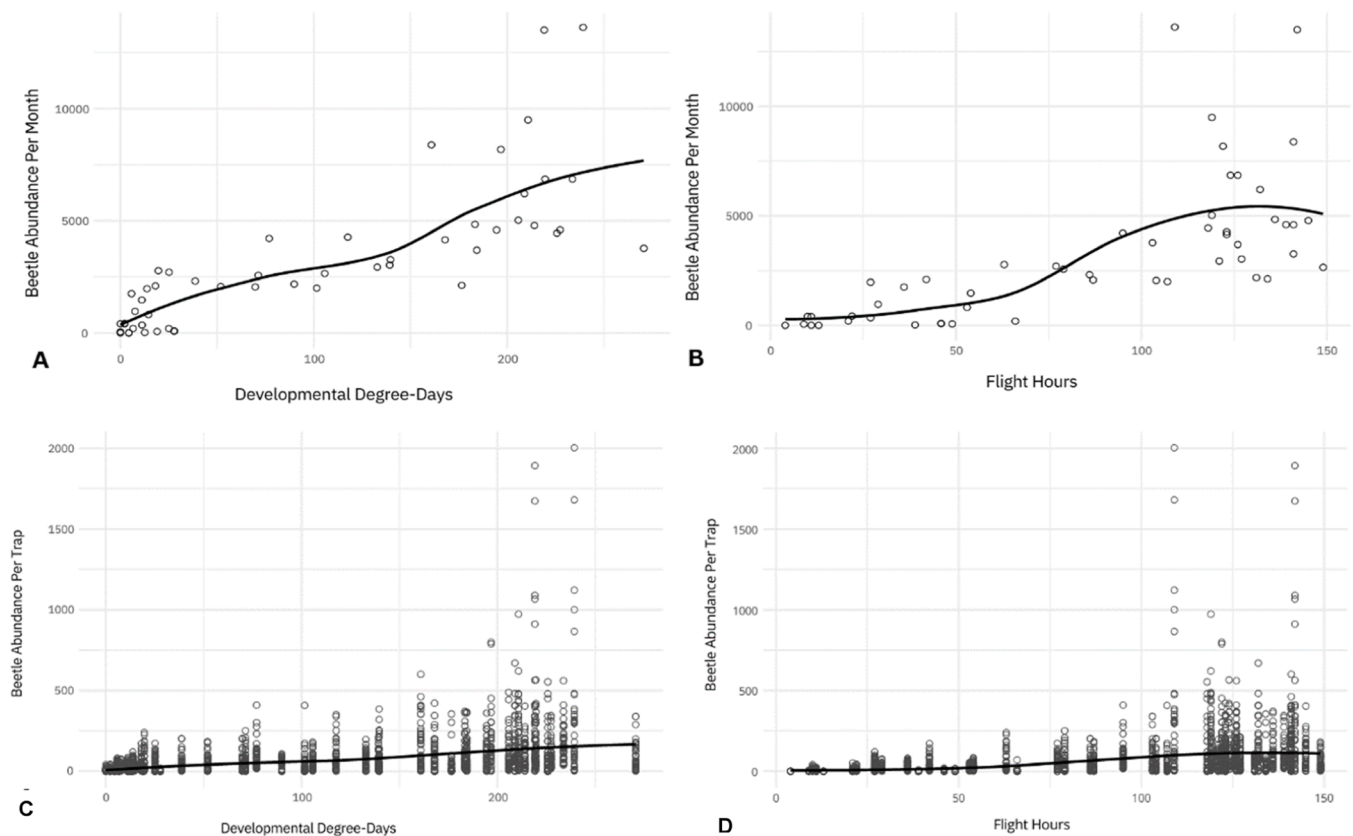 Beetle Abundance Per Month
10000
5000
0
0 100 200
A
Developmental Degree-Days
Beetle Abundance Per Month
10000
5000
0
0 50 100 150
B
Flight Hours
Beetle Abundance Per Trap
2000
1500
1000
500
0
0 100 200
C
Developmental Degree-Days
Beetle Abundance Per Trap
2000
1500
1000
500
0
0 50 100 150
D
Flight Hours